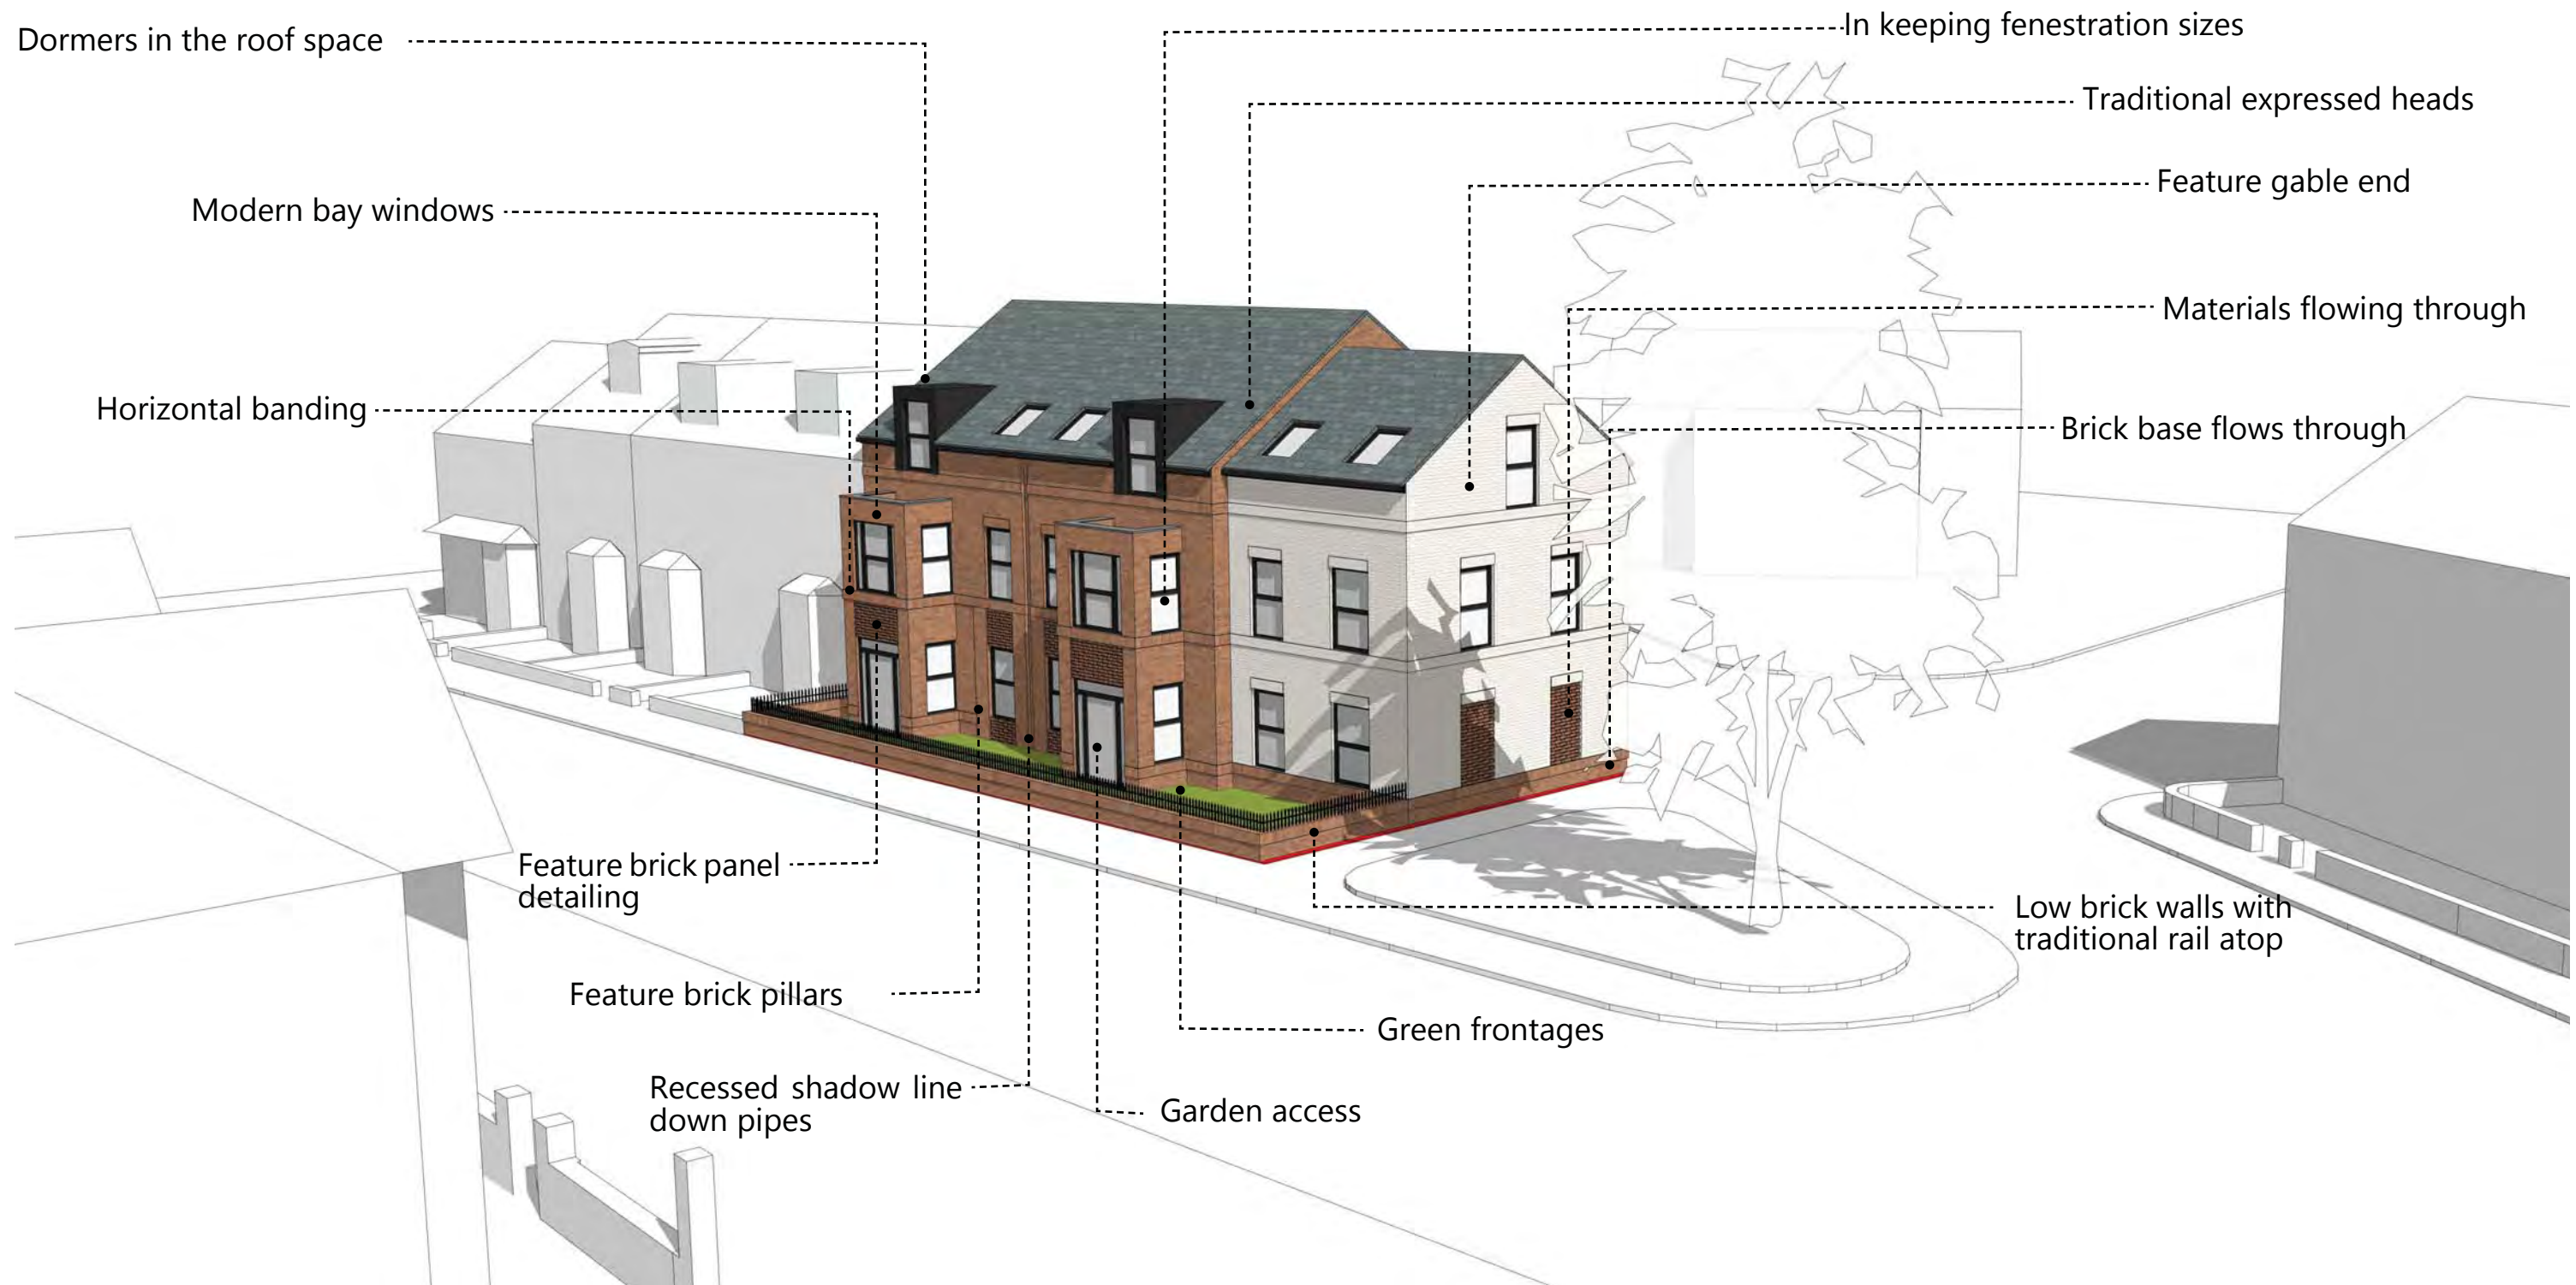 In keeping fenestration sizes
Dormers in the roof space
Traditional expressed heads
Feature gable end
Modern bay windows
Materials flowing through
Horizontal banding
Brick base flows through
Feature brick panel
detailing
Low brick walls with
traditional rail atop
Feature brick pillars
Green frontages
Recessed shadow line
down pipes
Garden access